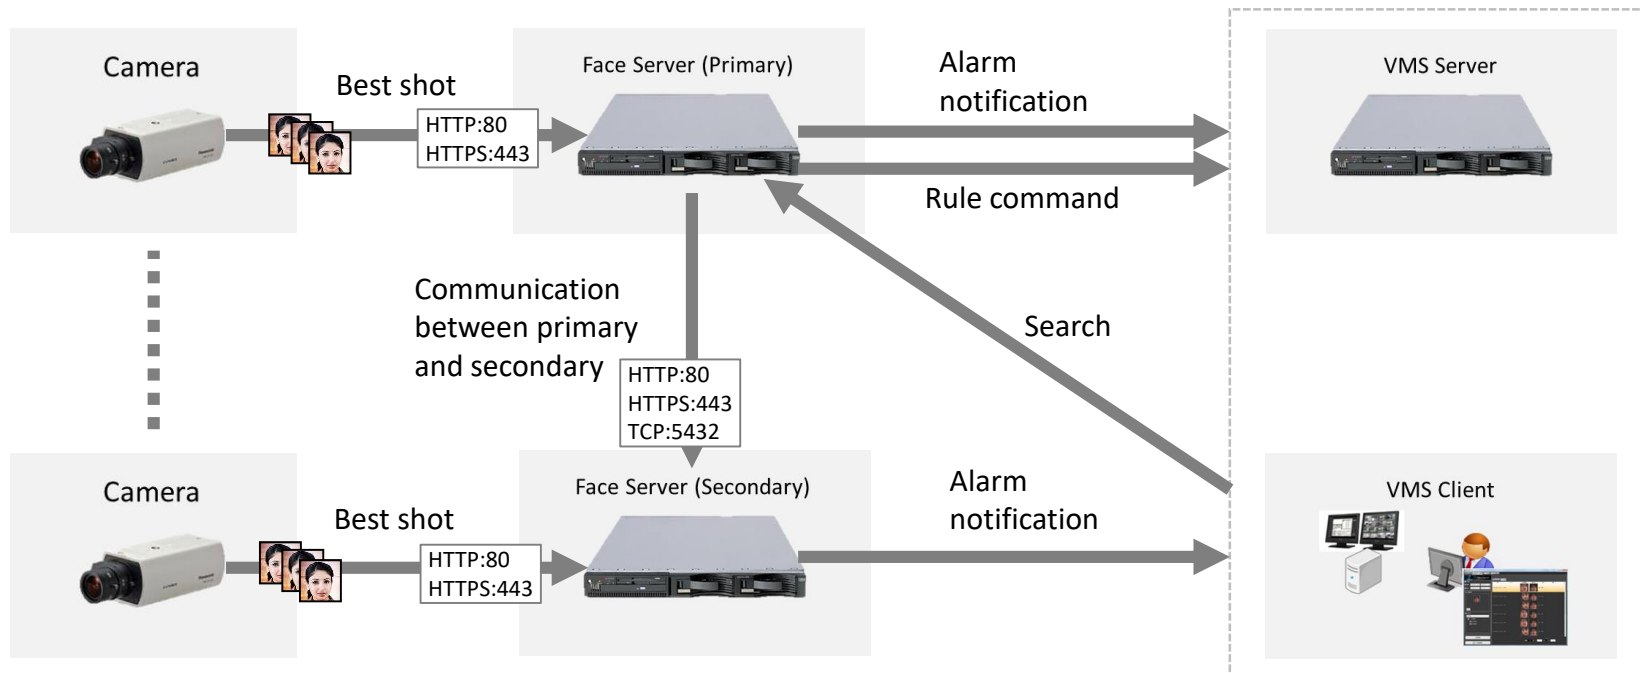 Camera
Best shot
HTTP:80
HTTPS:443
Face Server (Primary)
Alarm
notification
Rule command
VMS Server
Communication
between primary
and secondary
HTTP:80
HTTPS:443
TCP:5432
Search
Camera
Best shot
HTTP:80
HTTPS:443
Face Server (Secondary)
Alarm
notification
VMS Client